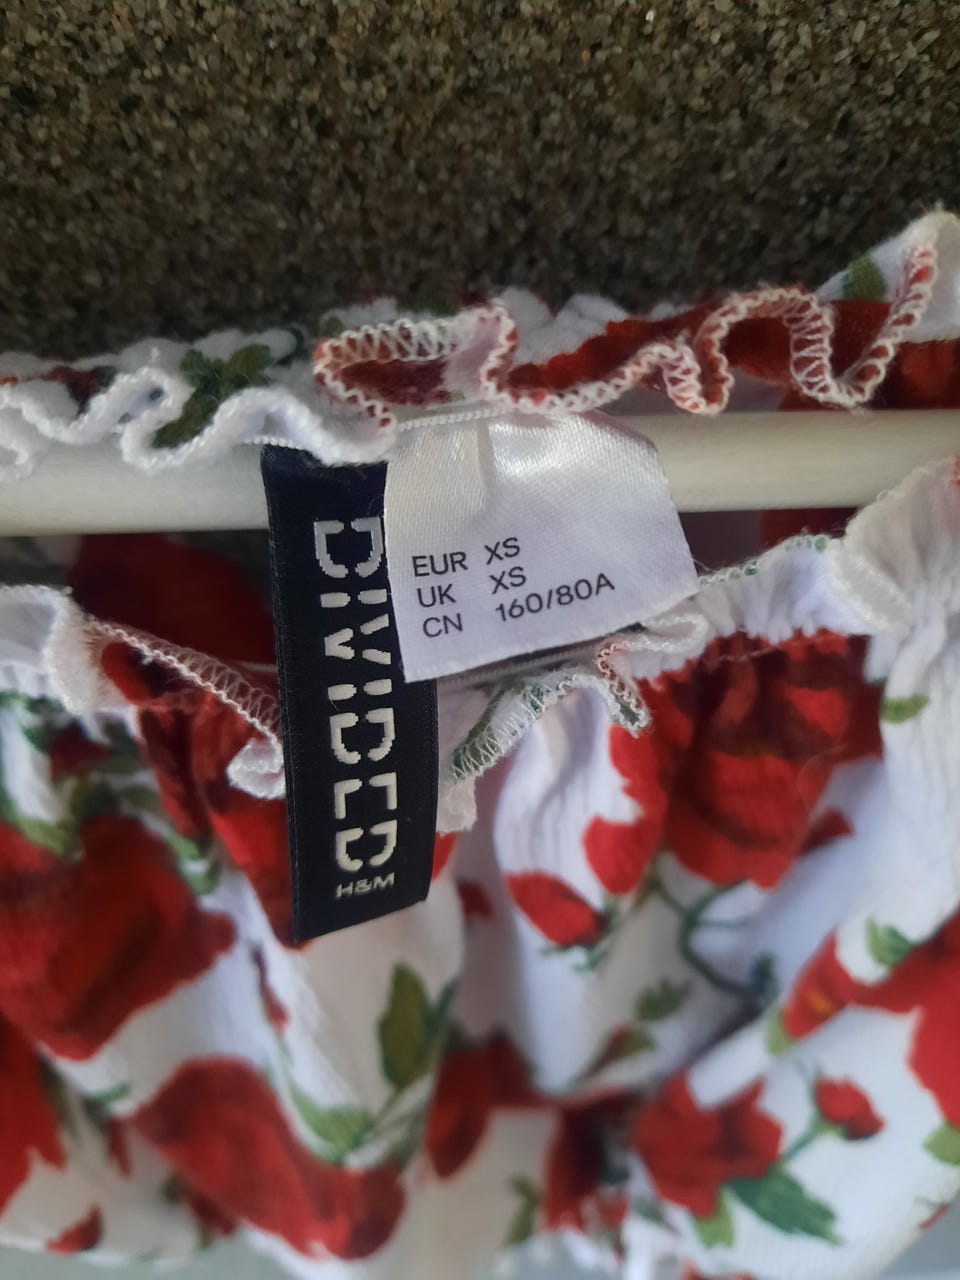 DIVIDED
H&M
EUR XS
UK XS
CN 160/80A